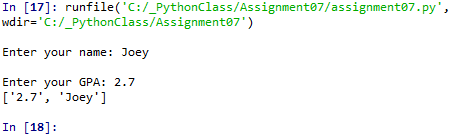 In [17]: runfile('C:/_PythonClass/Assignment07/assignment07.py',
wdir='C:/_PythonClass/Assignment07')
Enter your name: Joey
Enter your GPA: 2.7
['2.7', 'Joey']
In [18]: